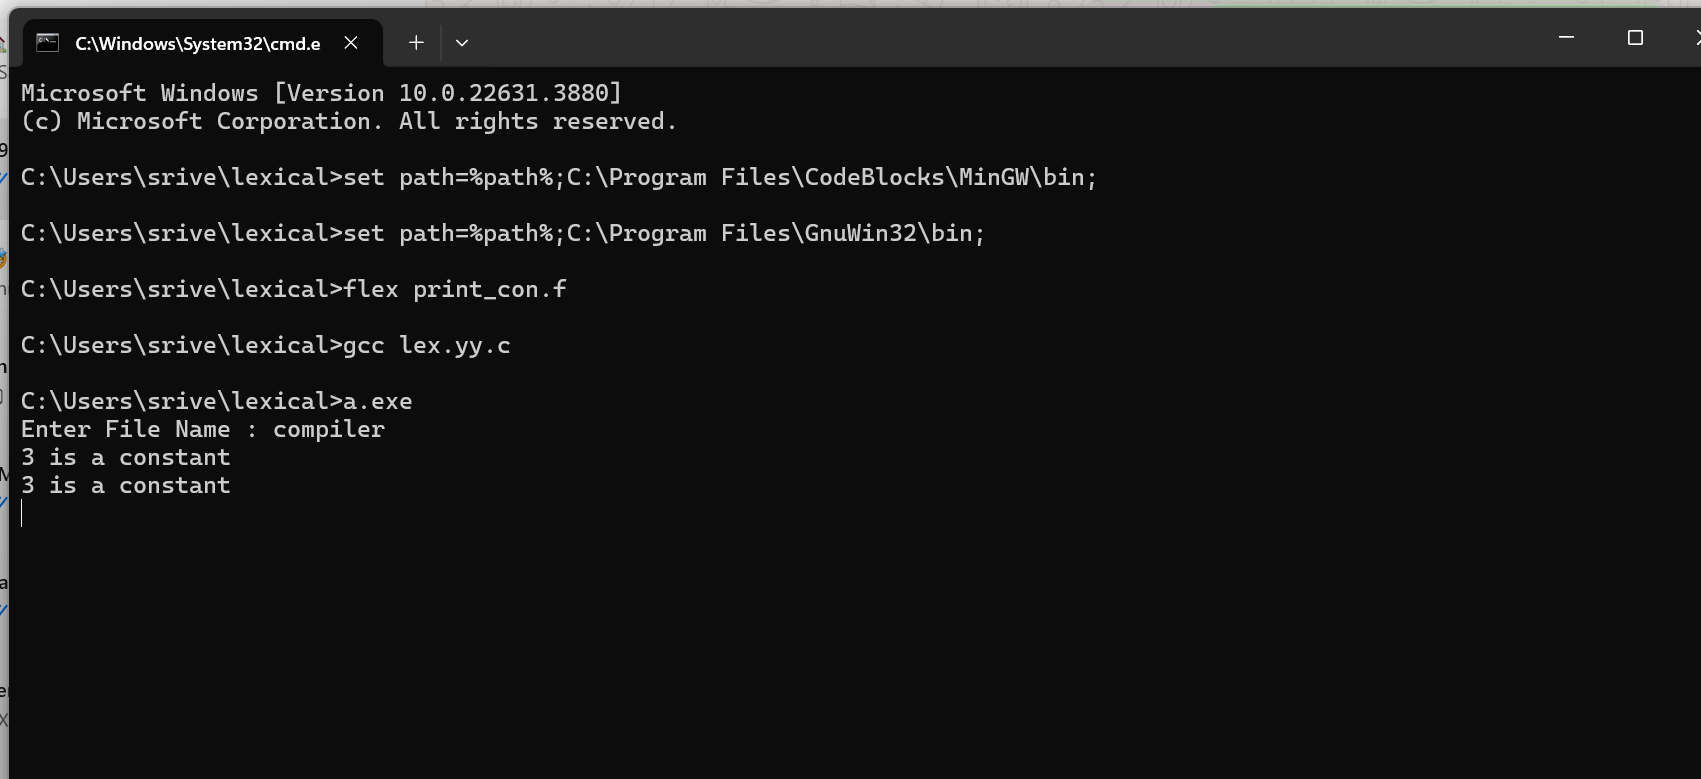 C:\Windows\System32\cmd.e
Microsoft Windows [Version 10.0.22631.3880]
(c) Microsoft Corporation. All rights reserved.
C:\Users\srive\lexical>set path=%path%;C:\Program Files\CodeBlocks\MinGW\bin;
C:\Users\srive\lexical>set path=%path%;C:\Program Files\GnuWin32\bin;
C:\Users\srive\lexical>flex print_con.f
C:\Users\srive\lexical>gcc lex.yy.c
C:\Users\srive\lexical>a.exe
Enter File Name : compiler
3 is a constant
3 is a constant